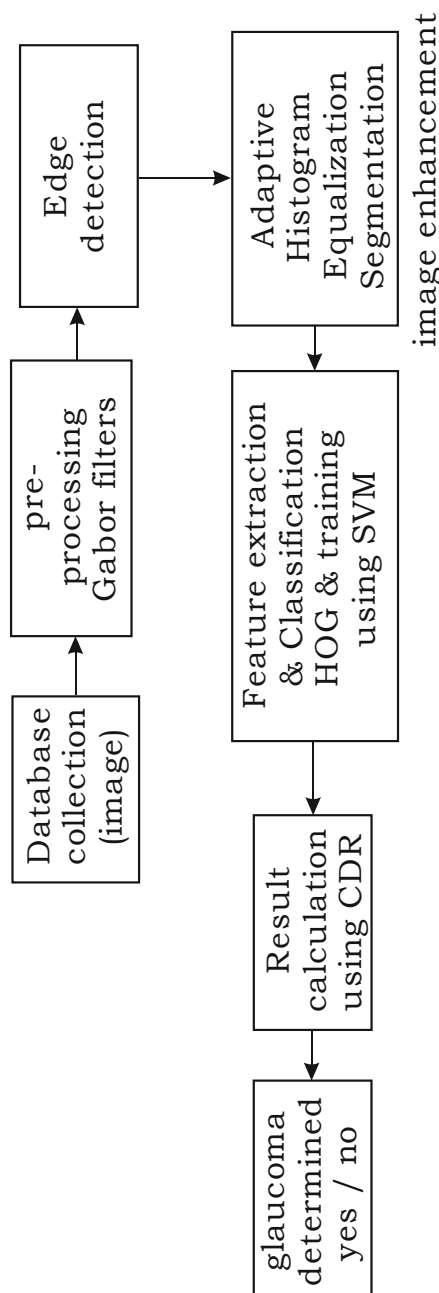 Database
collection
(image)
pre-
processing
Gabor filters
Edge
detection
Adaptive
Histogram
Equalization
Segmentation
image enhancement
Feature extraction
& Classification
HOG & training
using SVM
Result
calculation
using CDR
glaucoma
determined
yes / no